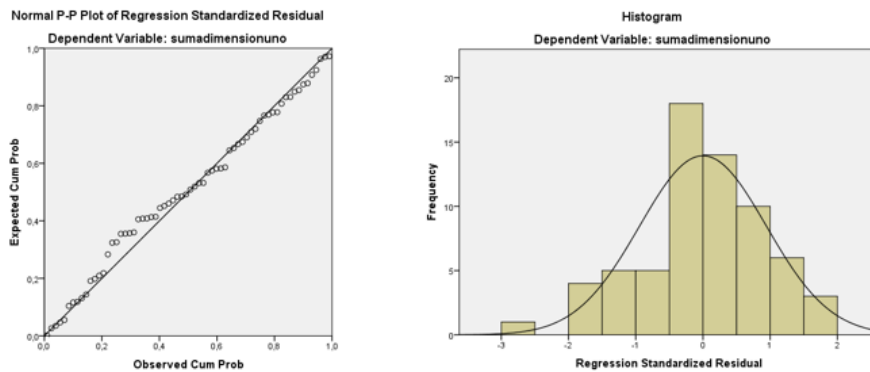 Normal P-P Plot of Regression Standardized Residual
Dependent Variable: sumadimensionuno
1,0
0,8
0,6
0,4
0,2
0,0
0,0 0,2 0,4 0,6 0,8 1,0
Expected Cum Prob
Observed Cum Prob
Histogram
Dependent Variable: sumadimensionuno
20
15
10
5
0
-3 -2 -1 0 1 2
Frequency
Regression Standardized Residual